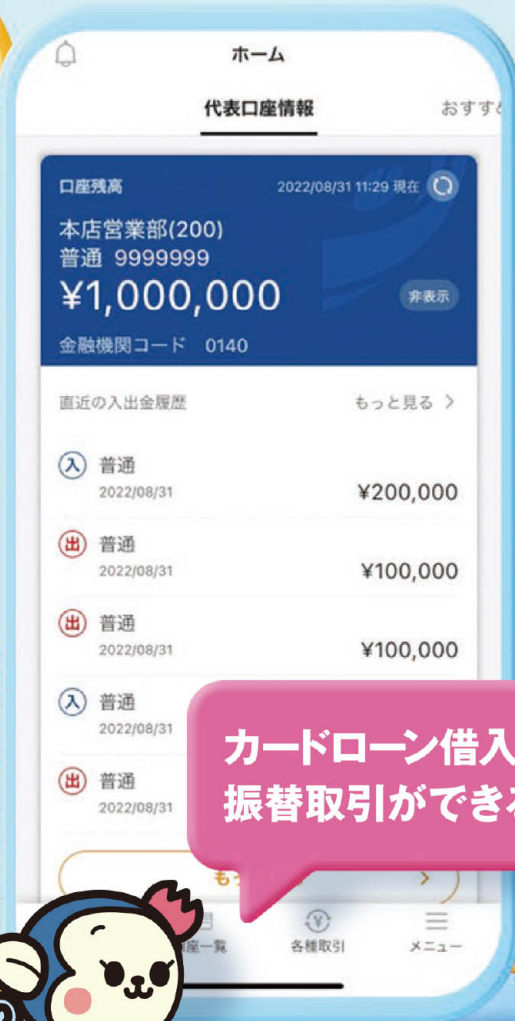 ホーム
代表口座情報
おすす
口座残高
2022/08/31 11:29 現在
本店営業部(200)
普通 9999999
¥1,000,000
非表示
金融機関コード 0140
直近の入出金履歴
もっと見る >
入 普通
2022/08/31
¥200,000
出 普通
2022/08/31
¥100,000
出 普通
2022/08/31
¥100,000
入 普通
2022/08/31
出 普通
2022/08/31
カードローン借入
振替取引ができ
も
座一覧
各種取引
メニュー